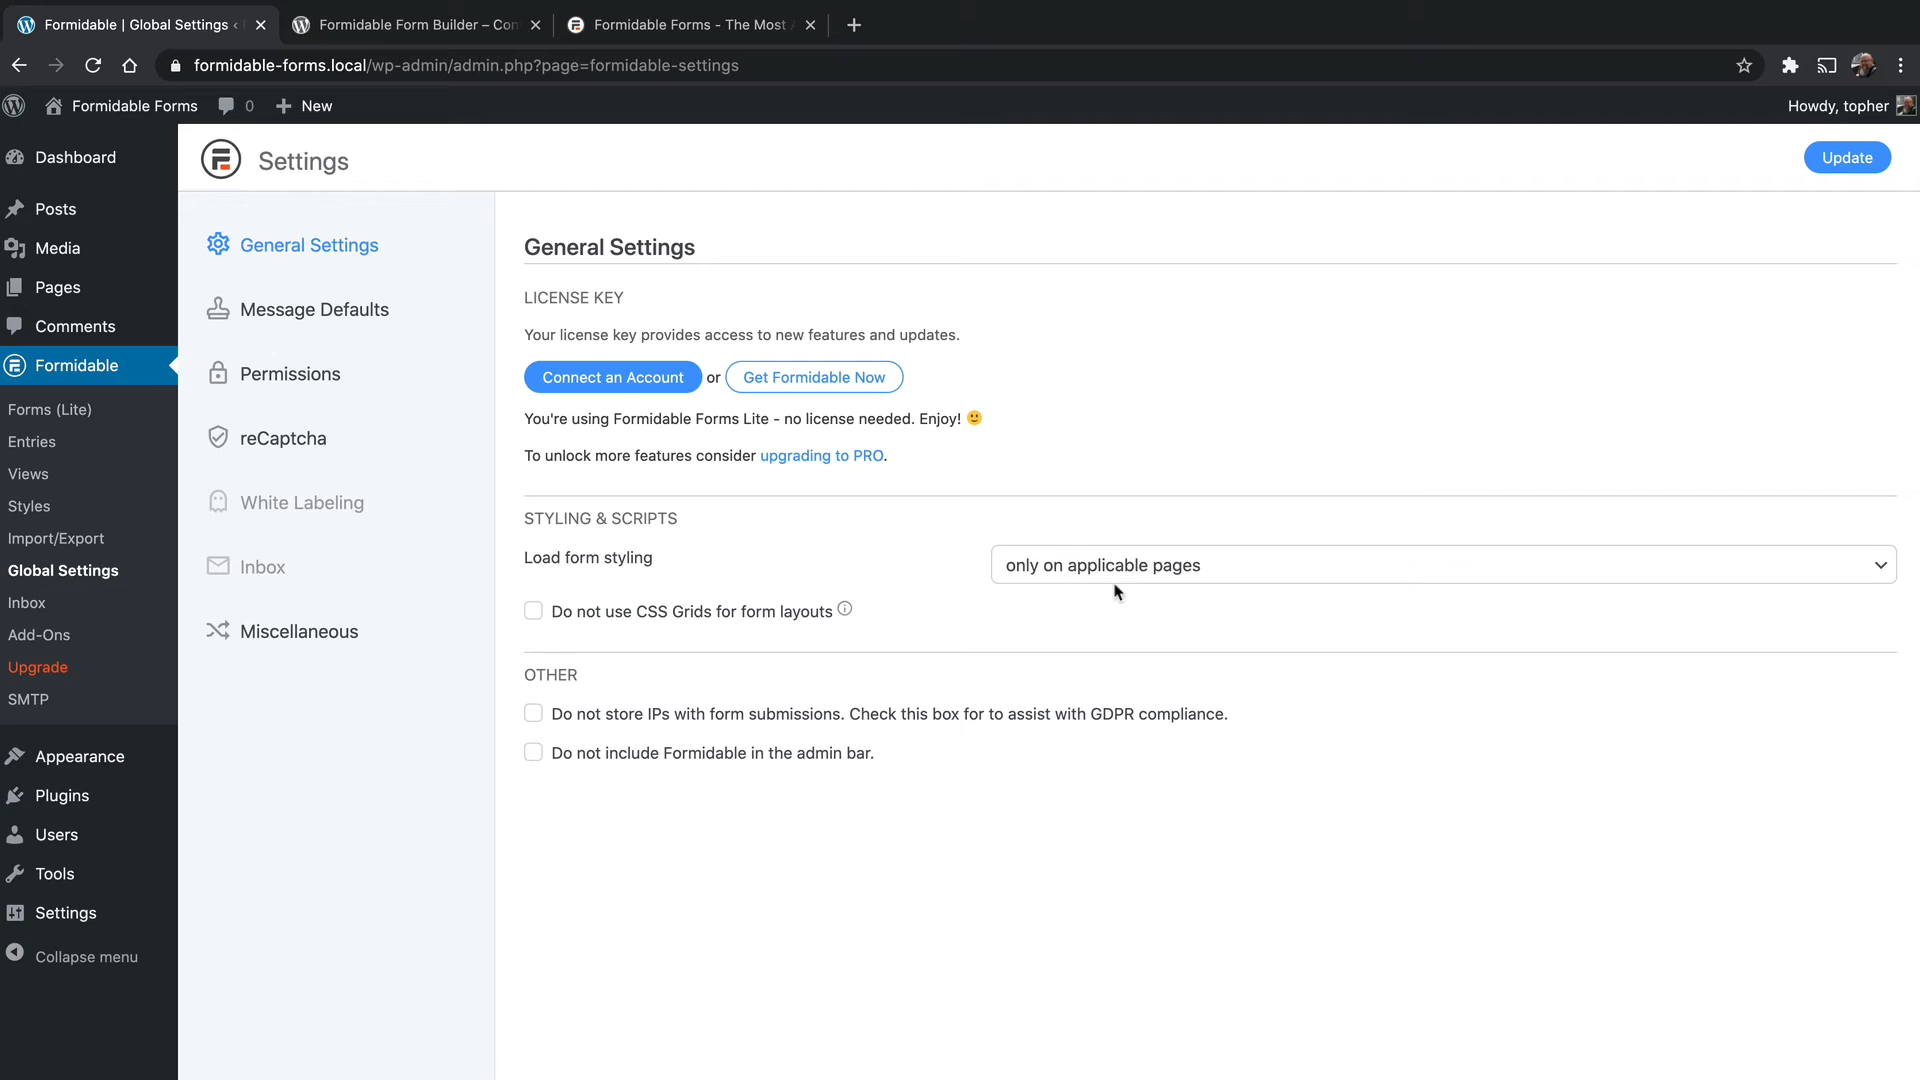 Formidable | Global Settings ‹
Formidable Form Builder – Con
Formidable Forms - The Most
formidable-forms.local/wp-admin/admin.php?page=formidable-settings
Formidable Forms
0
New
Howdy, topher
Dashboard
Posts
Media
Pages
Comments
Formidable
Forms (Lite)
Entries
Views
Styles
Import/Export
Global Settings
Inbox
Add-Ons
Upgrade
SMTP
Appearance
Plugins
Users
Tools
Settings
Collapse menu
Settings
Update
General Settings
Message Defaults
Permissions
reCaptcha
White Labeling
Inbox
Miscellaneous
General Settings
LICENSE KEY
Your license key provides access to new features and updates.
Connect an Account or Get Formidable Now
You're using Formidable Forms Lite - no license needed. Enjoy! 🙂
To unlock more features consider upgrading to PRO.
STYLING & SCRIPTS
Load form styling
only on applicable pages
Do not use CSS Grids for form layouts
OTHER
Do not store IPs with form submissions. Check this box for to assist with GDPR compliance.
Do not include Formidable in the admin bar.